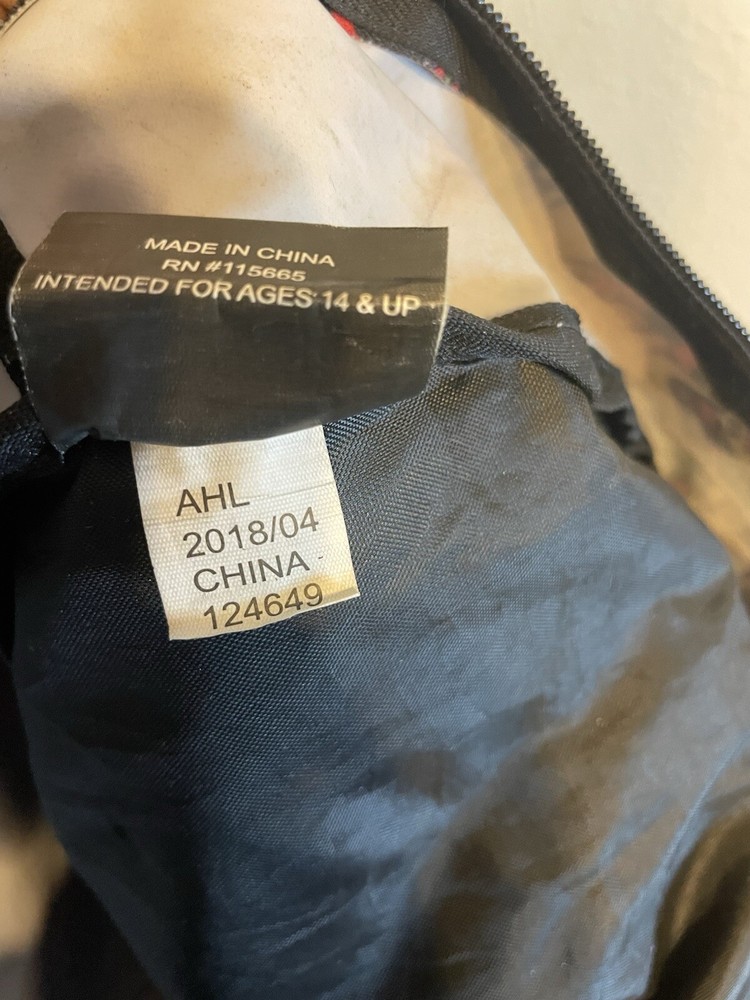 MADE IN CHINA
RN #115665
INTENDED FOR AGES 14 & UP
AHL
2018/04
CHINA -
124649